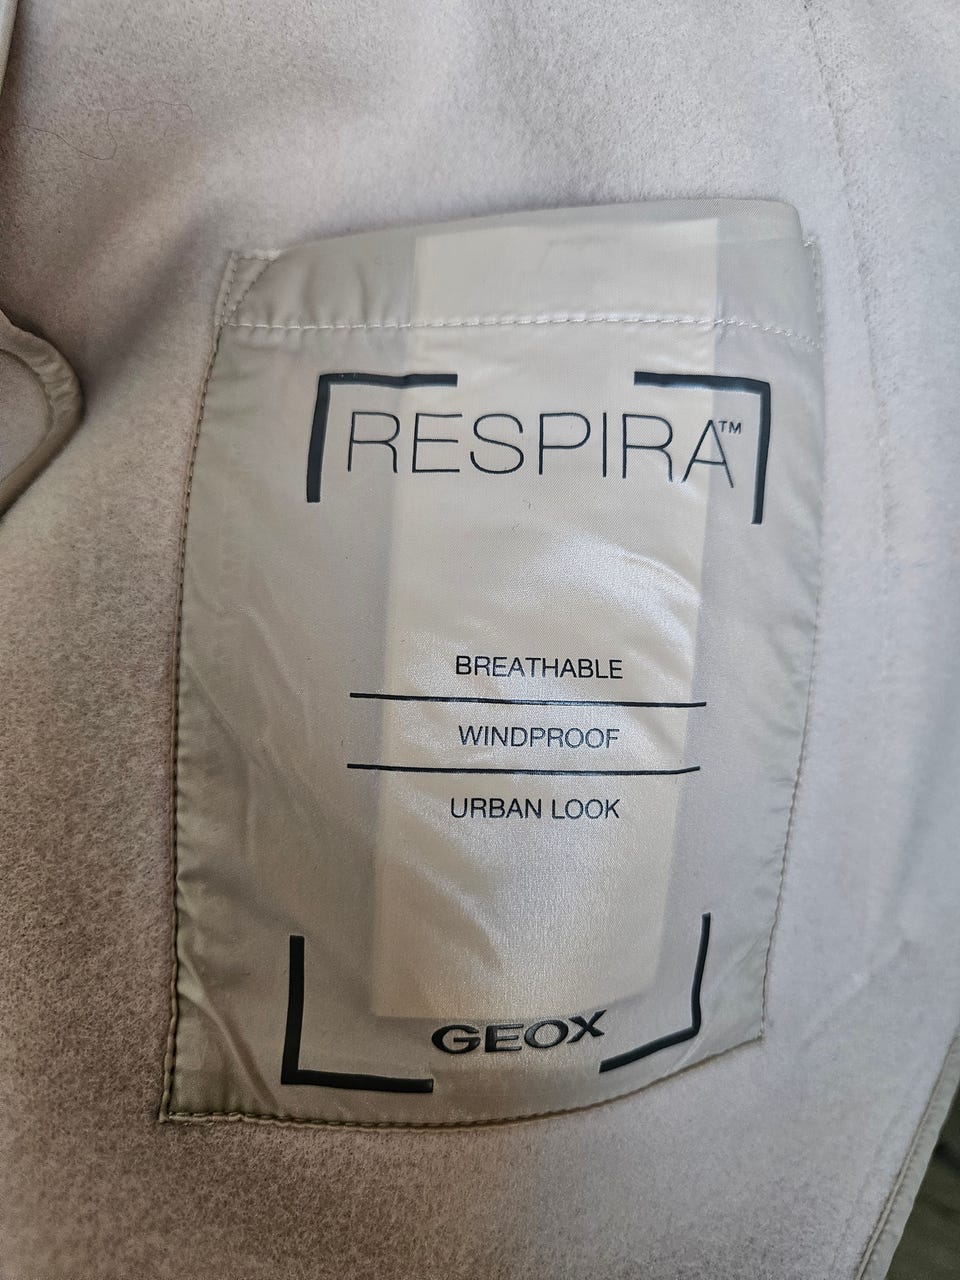 RESPIRA™
BREATHABLE
WINDPROOF
URBAN LOOK
GEOX